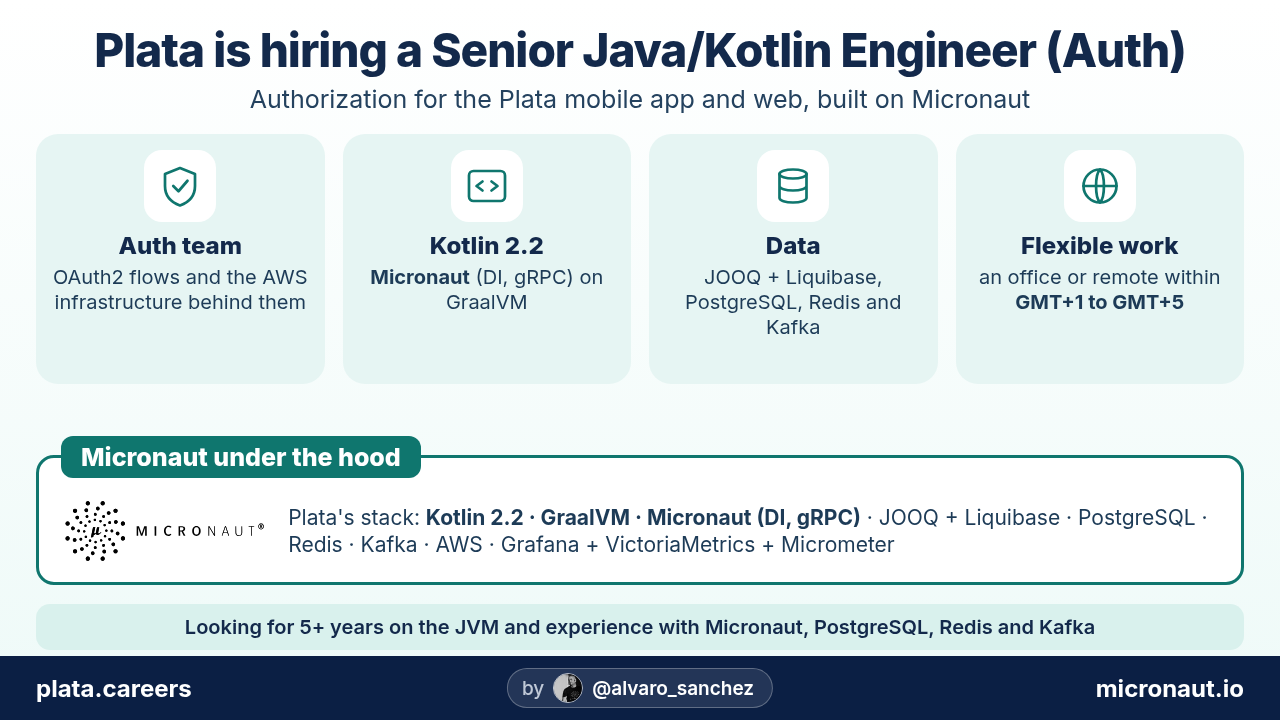 Plata is hiring a Senior Java/Kotlin Engineer (Auth)
Authorization for the Plata mobile app and web, built on Micronaut
Auth team
OAuth2 flows and the AWS
infrastructure behind them
Kotlin 2.2
Micronaut (DI, gRPC) on
GraalVM
Data
JOOQ + Liquibase,
PostgreSQL, Redis and
Kafka
Flexible work
an office or remote within
GMT+1 to GMT+5
Micronaut under the hood
μ MICRONAUT®
Plata's stack: Kotlin 2.2 · GraalVM · Micronaut (DI, gRPC) · JOOQ + Liquibase · PostgreSQL ·
Redis · Kafka · AWS · Grafana + VictoriaMetrics + Micrometer
Looking for 5+ years on the JVM and experience with Micronaut, PostgreSQL, Redis and Kafka
plata.careers
by @alvaro_sanchez
micronaut.io